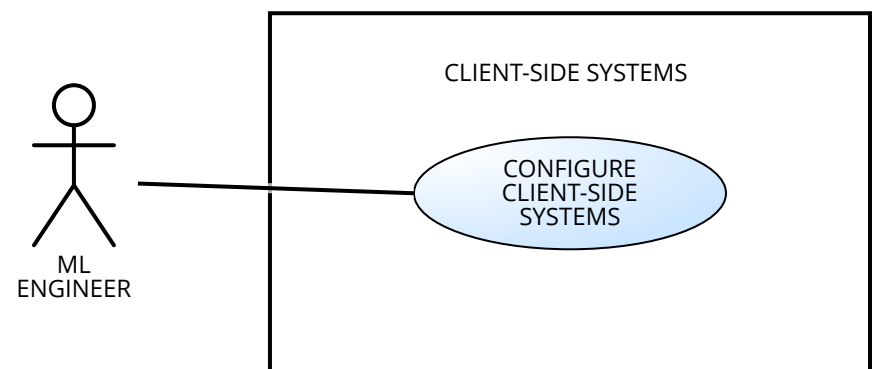 CLIENT-SIDE SYSTEMS
CONFIGURE
CLIENT-SIDE
SYSTEMS
ML
ENGINEER